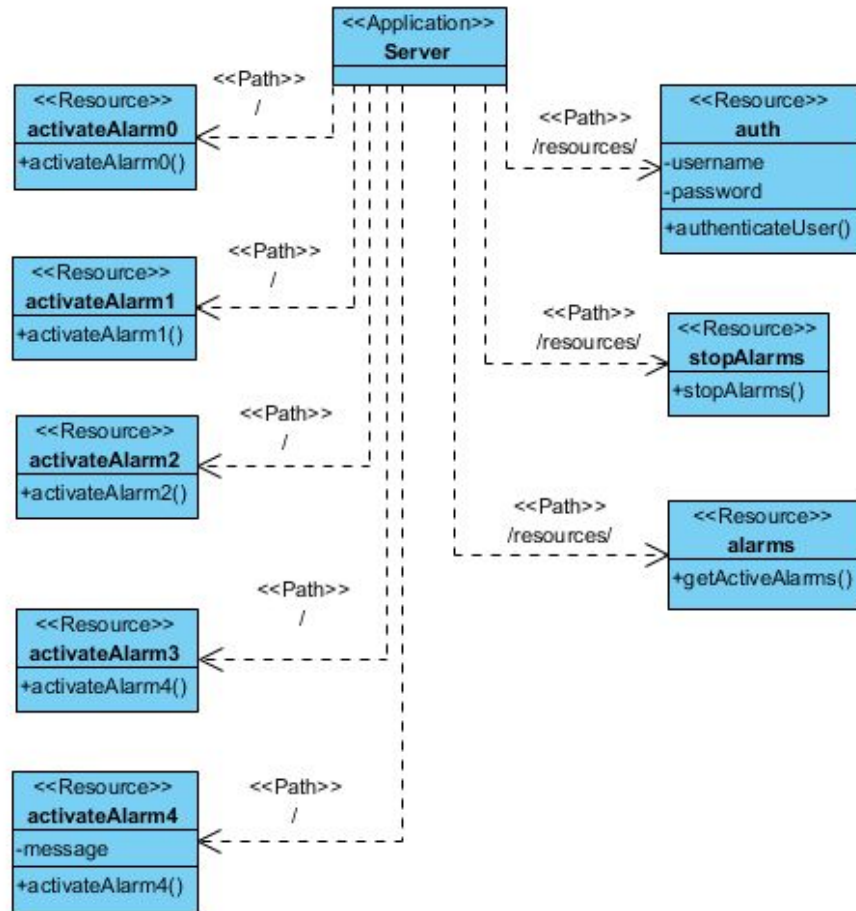 <<Application>>
Server
<<Path>>
/
<<Resource>>
activateAlarm0
+activateAlarm0()
<<Path>>
/resources/
<<Resource>>
auth
-username
-password
+authenticateUser()
<<Path>>
/
<<Resource>>
activateAlarm1
+activateAlarm1()
<<Path>>
/resources/
<<Resource>>
stopAlarms
+stopAlarms()
<<Path>>
/
<<Resource>>
activateAlarm2
+activateAlarm2()
<<Path>>
/resources/
<<Resource>>
alarms
+getActiveAlarms()
<<Path>>
/
<<Resource>>
activateAlarm3
+activateAlarm4()
<<Path>>
/
<<Resource>>
activateAlarm4
-message
+activateAlarm4()